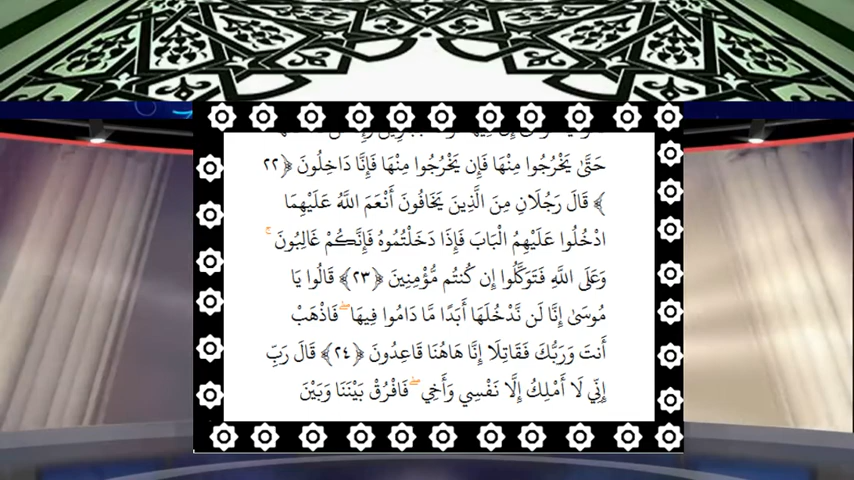 حَتَّىٰ يَخْرُجُوا مِنْهَا فَإِن يَخْرُجُوا مِنْهَا فَإِنَّا دَاخِلُونَ ﴿٢٢
﴾ قَالَ رَجُلَانِ مِنَ الَّذِينَ يَخَافُونَ أَنْعَمَ اللَّهُ عَلَيْهِمَا
ادْخُلُوا عَلَيْهِمُ الْبَابَ فَإِذَا دَخَلْتُمُوهُ فَإِنَّكُمْ غَالِبُونَ ۚ
وَعَلَى اللَّهِ فَتَوَكَّلُوا إِن كُنتُم مُّؤْمِنِينَ ﴿٢٣﴾ قَالُوا يَا
مُوسَىٰ إِنَّا لَن نَّدْخُلَهَا أَبَدًا مَّا دَامُوا فِيهَا ۖ فَاذْهَبْ
أَنتَ وَرَبُّكَ فَقَاتِلَا إِنَّا هَاهُنَا قَاعِدُونَ ﴿٢٤﴾ قَالَ رَبِّ
إِنِّي لَا أَمْلِكُ إِلَّا نَفْسِي وَأَخِي ۖ فَافْرُقْ بَيْنَنَا وَبَيْنَ